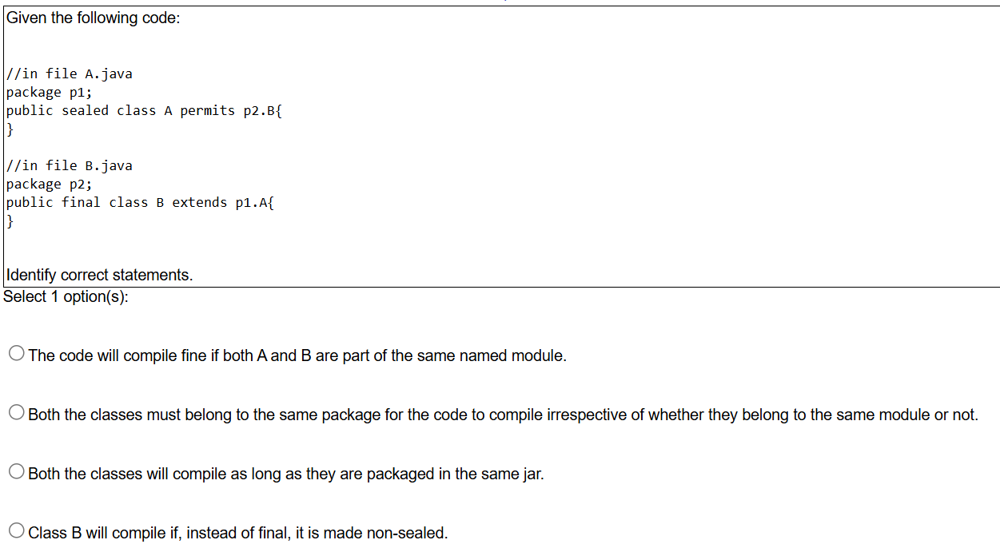 Given the following code:
//in file A.java
package p1;
public sealed class A permits p2.B{
}
//in file B.java
package p2;
public final class B extends p1.A{
}
Identify correct statements.
Select 1 option(s):
The code will compile fine if both A and B are part of the same named module.
Both the classes must belong to the same package for the code to compile irrespective of whether they belong to the same module or not.
Both the classes will compile as long as they are packaged in the same jar.
Class B will compile if, instead of final, it is made non-sealed.